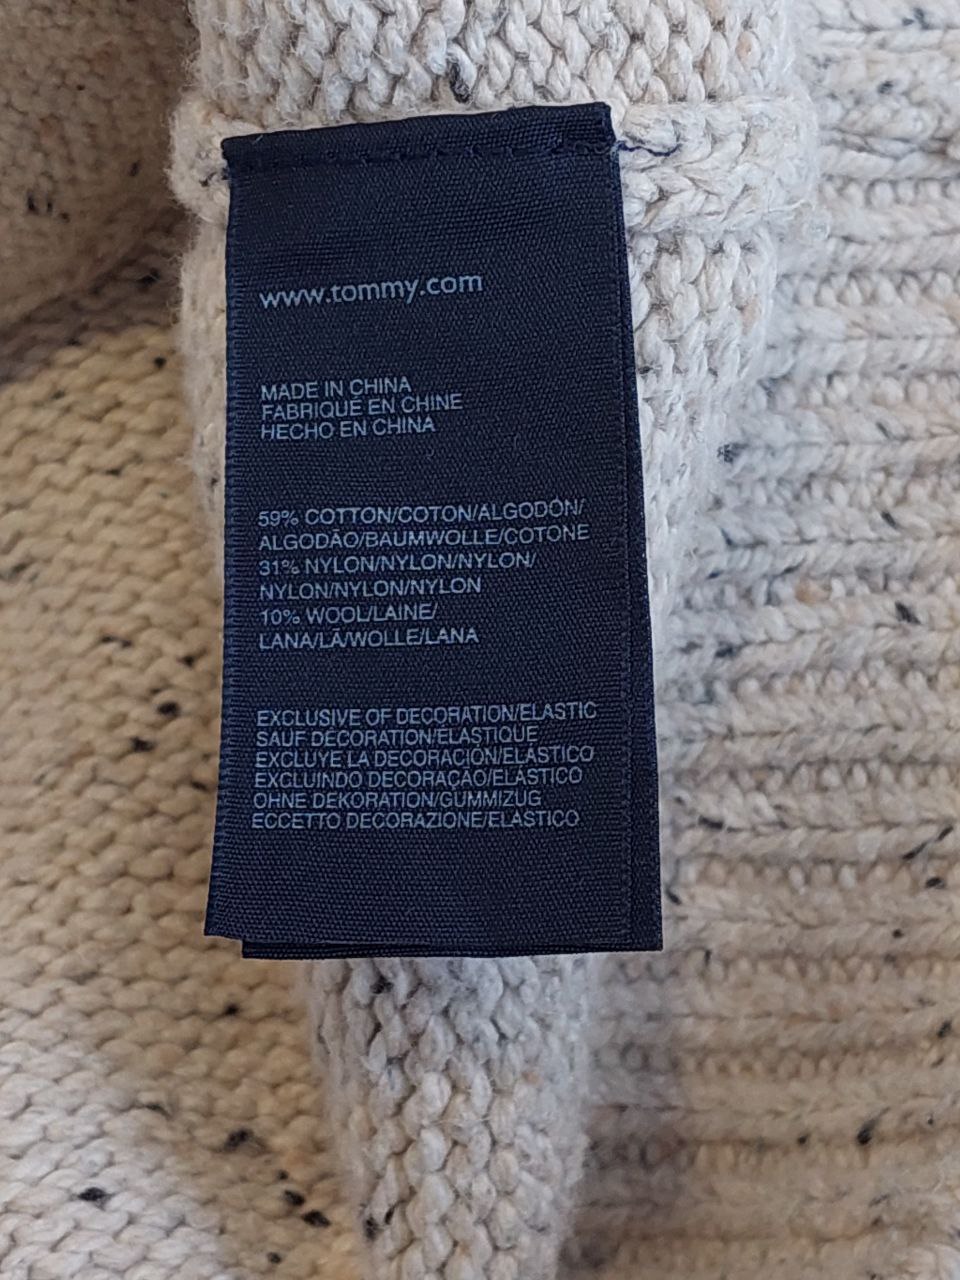 www.tommy.com
MADE IN CHINA
FABRIQUÉ EN CHINE
HECHO EN CHINA
59% COTTON/COTON/ALGODÓN/
ALGODÃO/BAUMWOLLE/COTONE
31% NYLON/NYLON/NYLON/
NYLON/NYLON/NYLON
10% WOOL/LAINE/
LANA/LÃ/WOLLE/LANA
EXCLUSIVE OF DECORATION/ELASTIC
SAUF DÉCORATION/ÉLASTIQUE
EXCLUYE LA DECORACIÓN/ELÁSTICO
EXCLUINDO DECORAÇÃO/ELÁSTICO
OHNE DEKORATION/GUMMIZUG
ECCETTO DECORAZIONE/ELASTICO